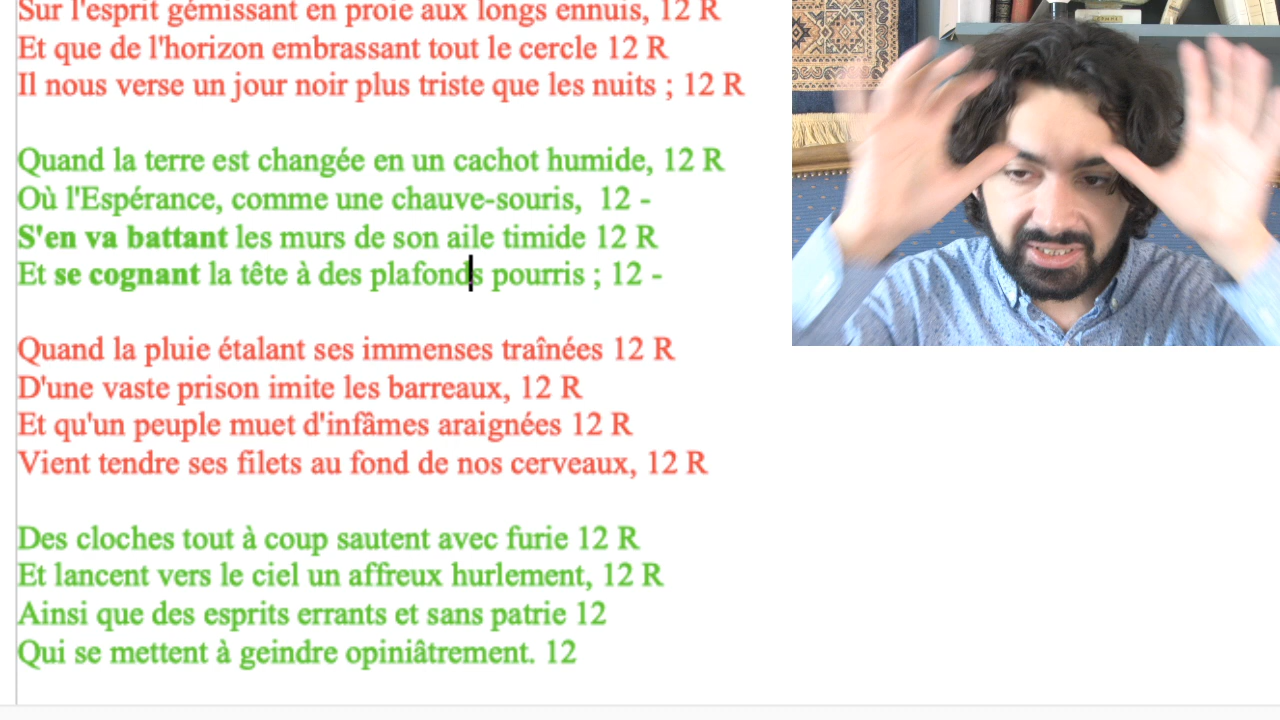 Sur l'esprit gémissant en proie aux longs ennuis, 12 R
Et que de l'horizon embrassant tout le cercle 12 R
Il nous verse un jour noir plus triste que les nuits ; 12 R
Quand la terre est changée en un cachot humide, 12 R
Où l'Espérance, comme une chauve-souris,  12 -
S'en va battant les murs de son aile timide 12 R
Et se cognant la tête à des plafonds pourris ; 12 -
Quand la pluie étalant ses immenses traînées 12 R
D'une vaste prison imite les barreaux, 12 R
Et qu'un peuple muet d'infâmes araignées 12 R
Vient tendre ses filets au fond de nos cerveaux, 12 R
Des cloches tout à coup sautent avec furie 12 R
Et lancent vers le ciel un affreux hurlement, 12 R
Ainsi que des esprits errants et sans patrie 12
Qui se mettent à geindre opiniâtrement. 12